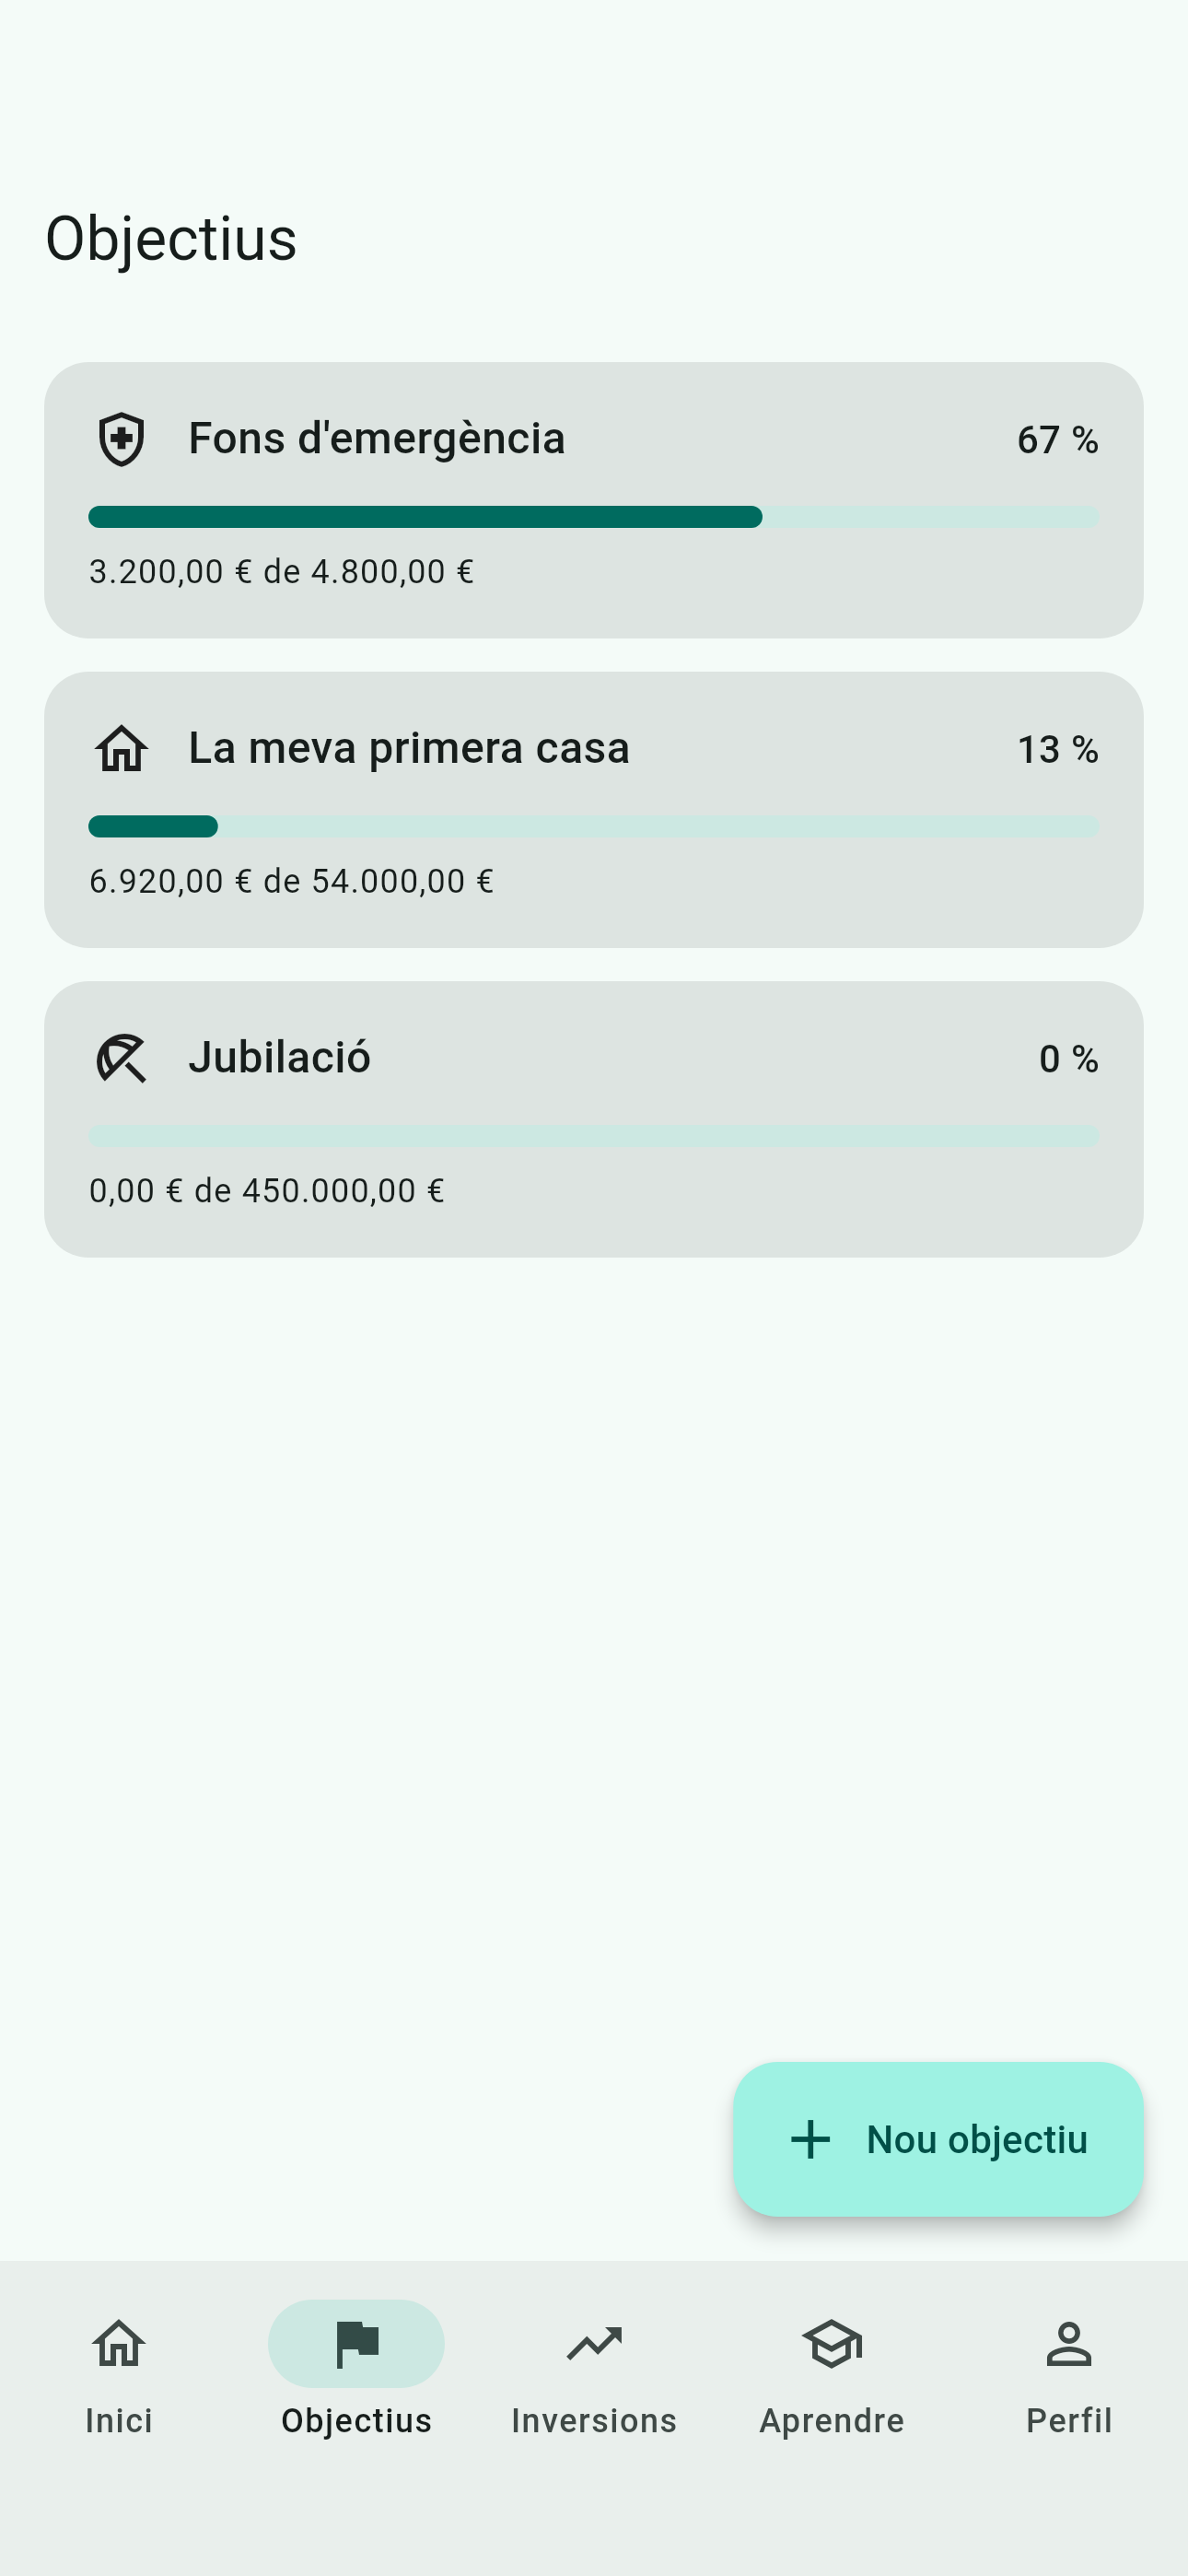 Objectius
Fons d'emergència
67 %
3.200,00 € de 4.800,00 €
La meva primera casa
13 %
6.920,00 € de 54.000,00 €
Jubilació
0 %
0,00 € de 450.000,00 €
Nou objectiu
Inici
Objectius
Inversions
Aprendre
Perfil